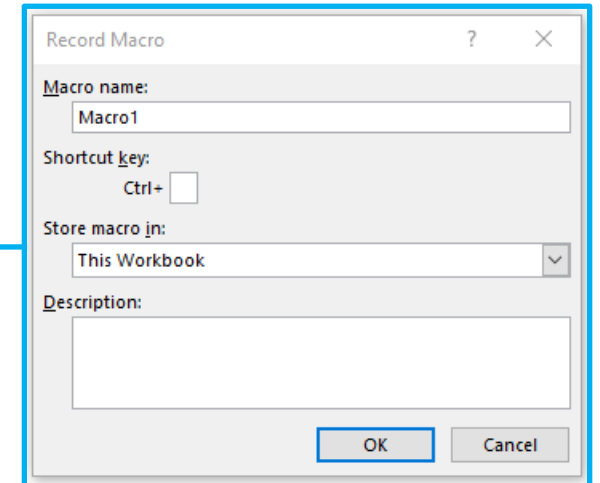 Record Macro ? ×
Macro name:
Macro1
Shortcut key:
Ctrl+
Store macro in:
This Workbook
Description:
OK Cancel